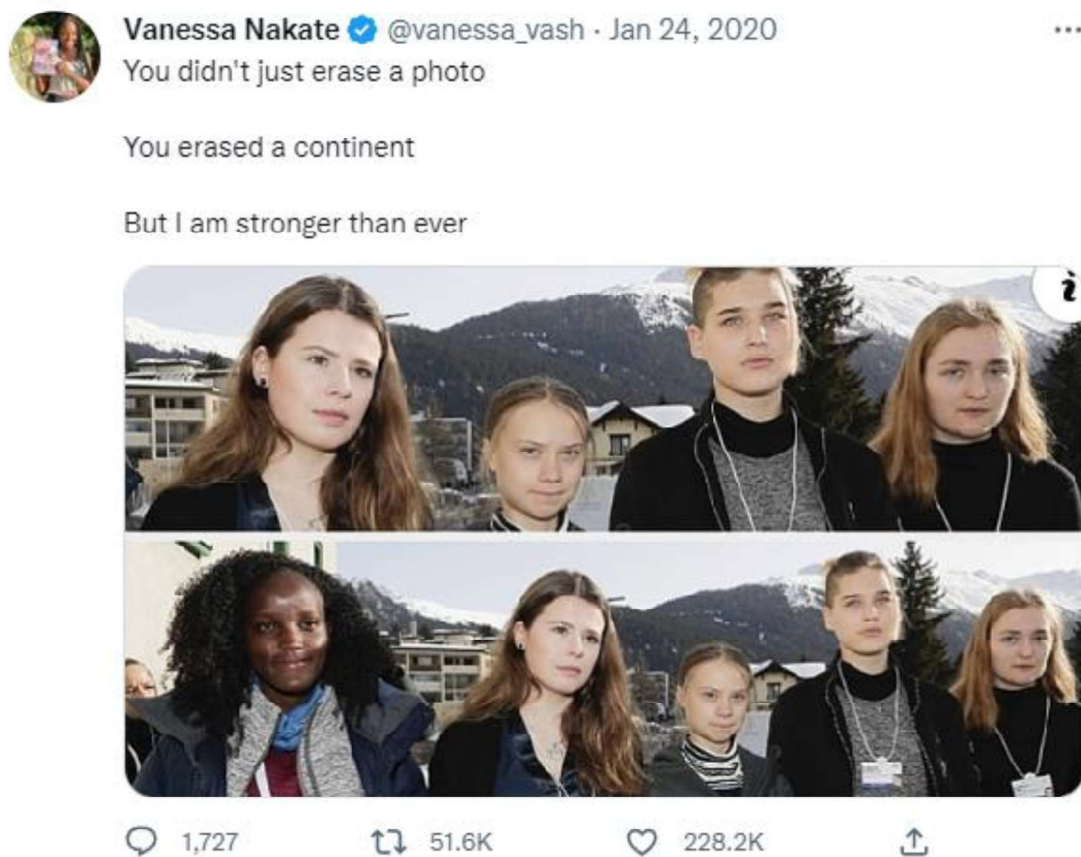 Vanessa Nakate @vanessa_vash · Jan 24, 2020
You didn't just erase a photo
You erased a continent
But I am stronger than ever
i
1,727 51.6K 228.2K